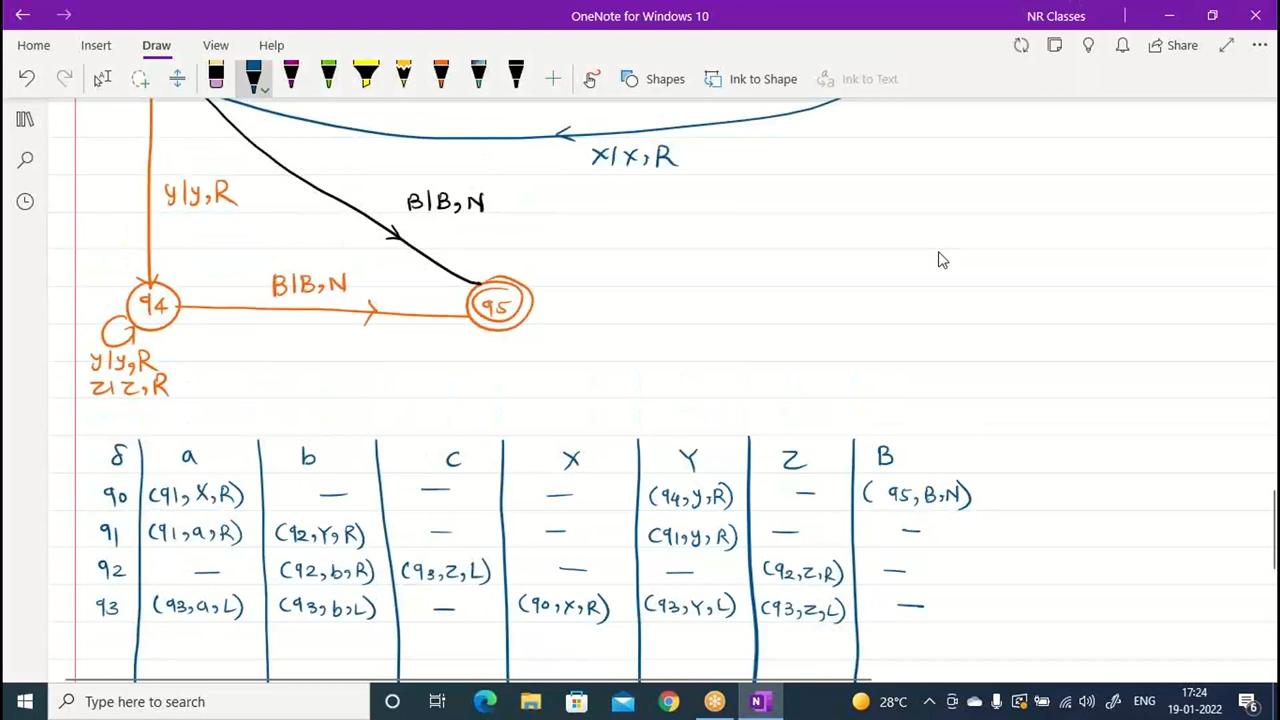 OneNote for Windows 10
NR Classes
Home Insert Draw View Help
Share
Shapes Ink to Shape Ink to Text
x|x,R
y|y,R
B|B,N
B|B,N
q4
q5
y|y,R
z|z,R
δ a b c X Y Z B
q0 (q1,X,R) — — — (q4,y,R) — (q5,B,N)
q1 (q1,a,R) (q2,Y,R) — — (q1,y,R) — —
q2 — (q2,b,R) (q3,Z,L) — — (q2,Z,R) —
q3 (q3,a,L) (q3,b,L) — (q0,X,R) (q3,Y,L) (q3,Z,L) —
Type here to search
28°C
ENG
17:24
19-01-2022
6